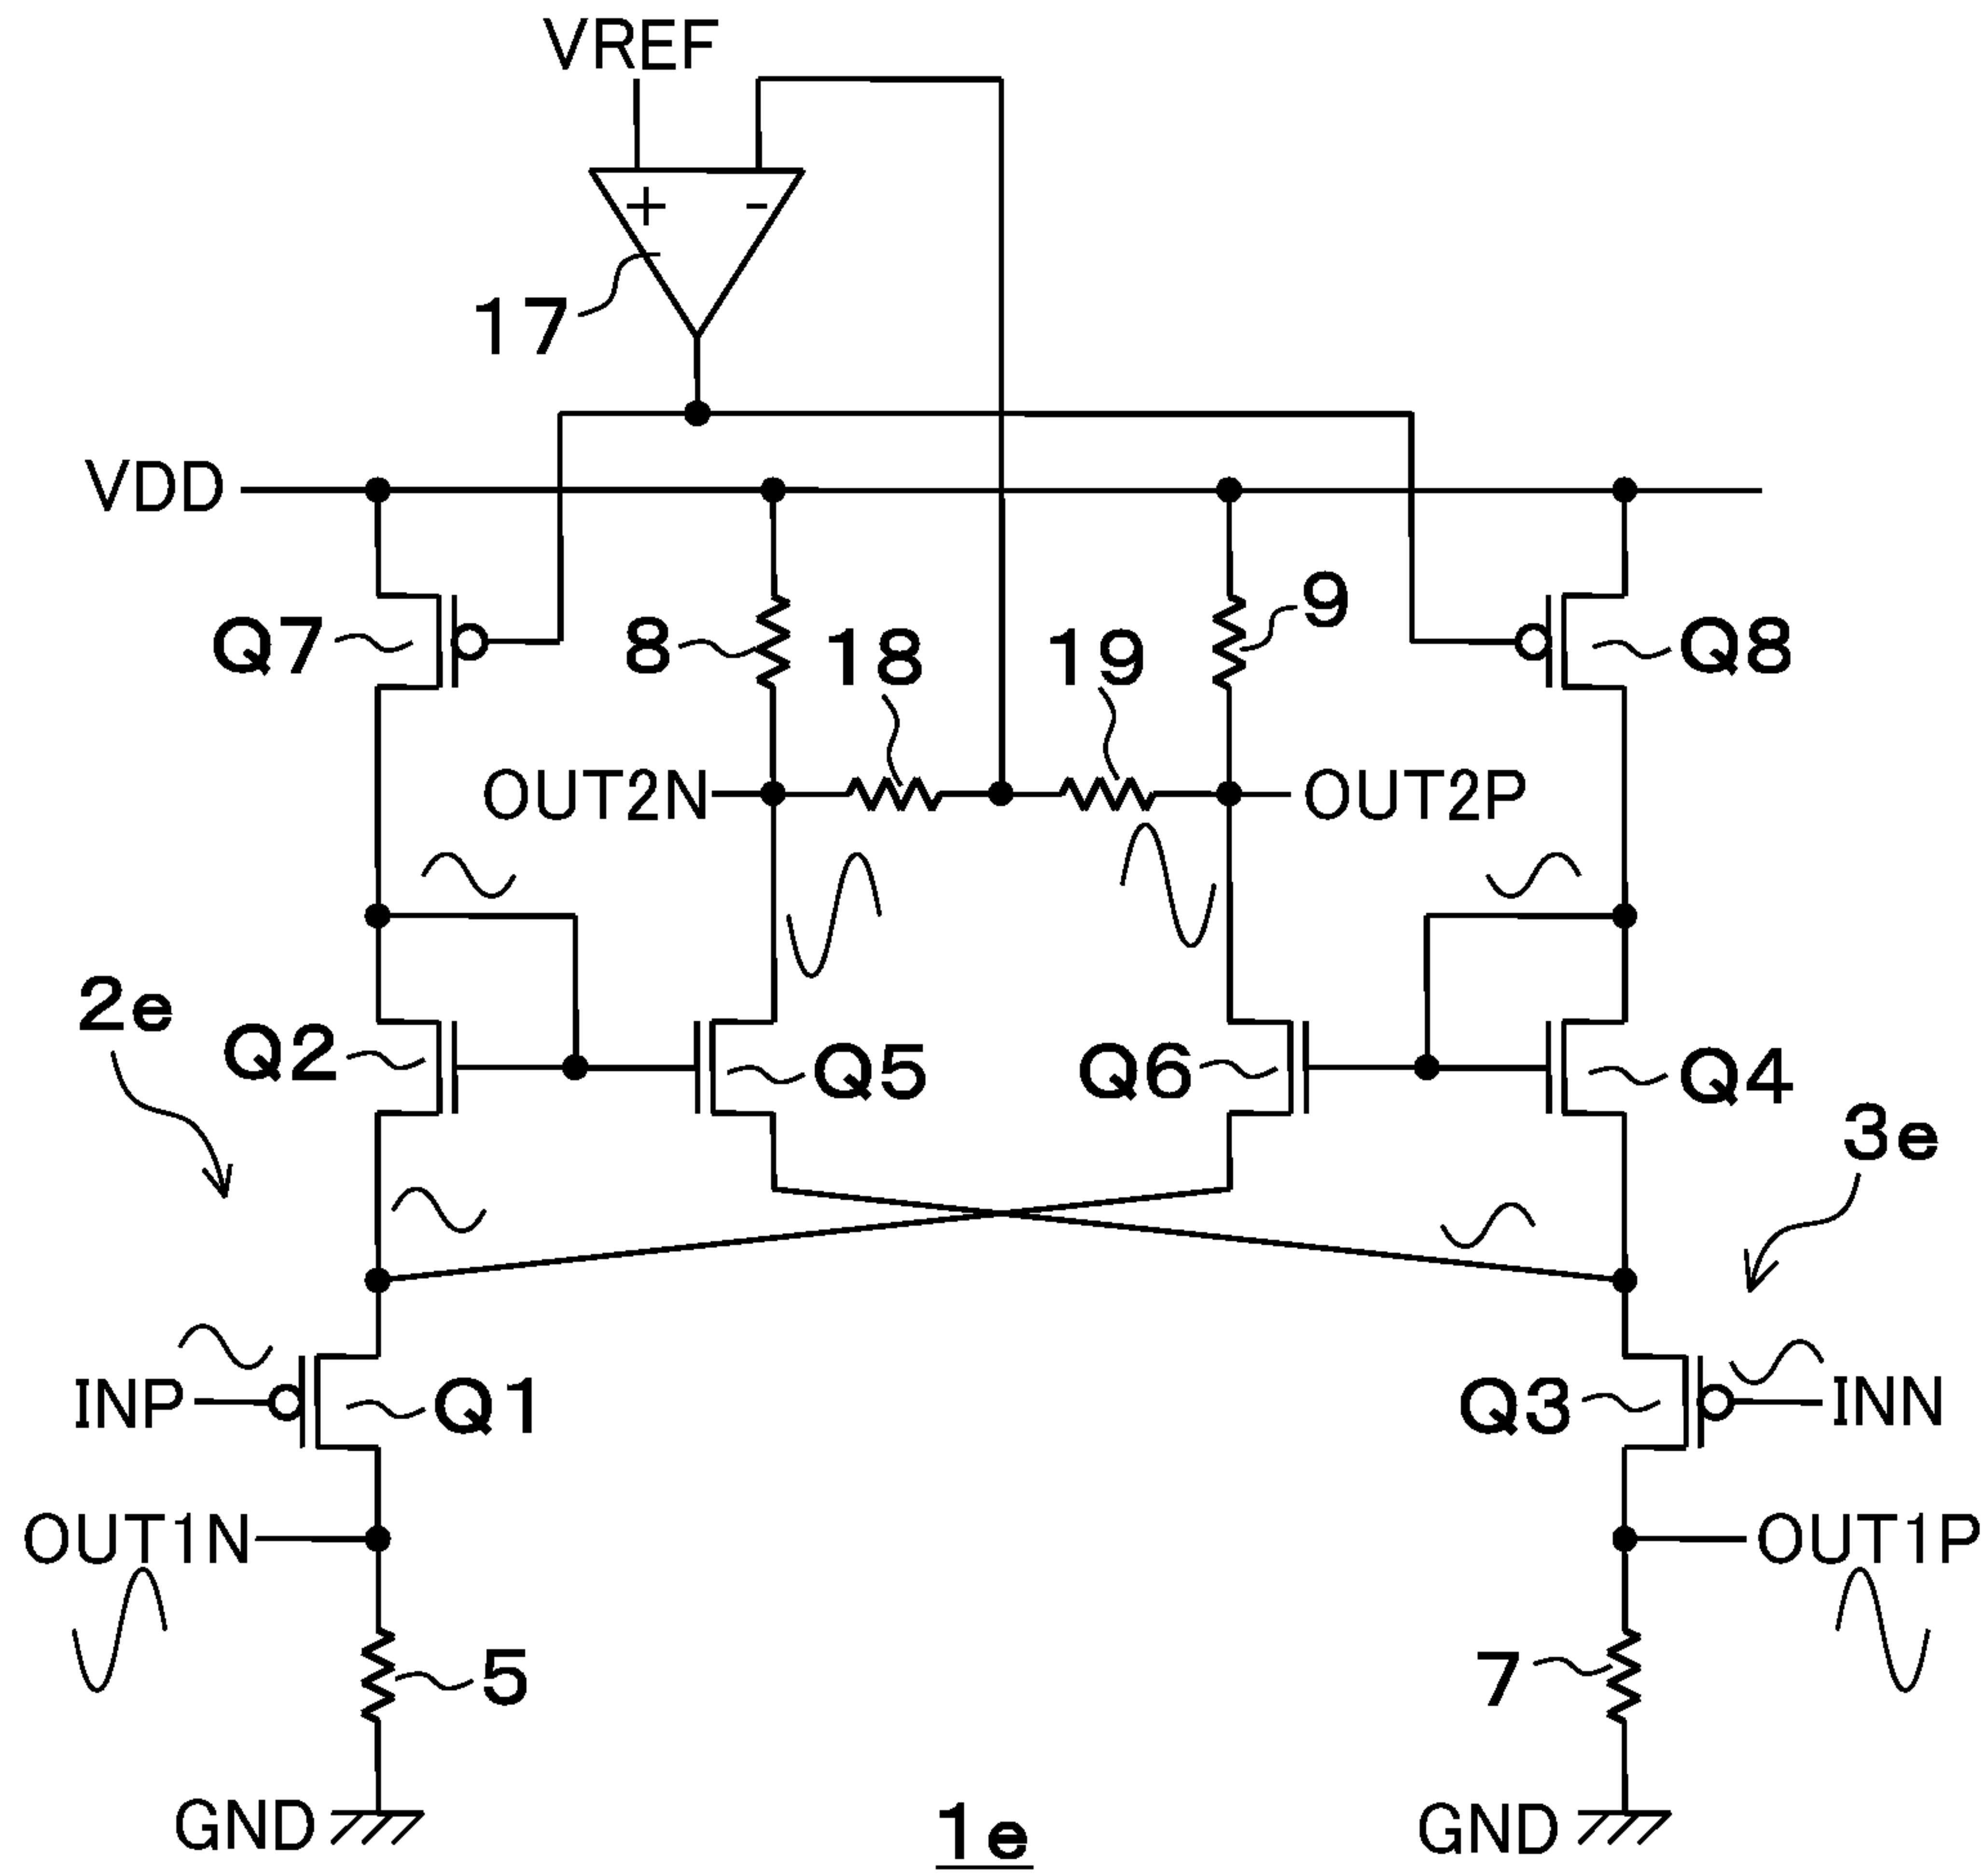 VREF
+ -
17
VDD
Q7
8
18
19
9
Q8
OUT2N
OUT2P
2e
Q2
Q5
Q6
Q4
3e
INP
Q1
Q3
INN
OUT1N
OUT1P
5
7
GND
GND
1e